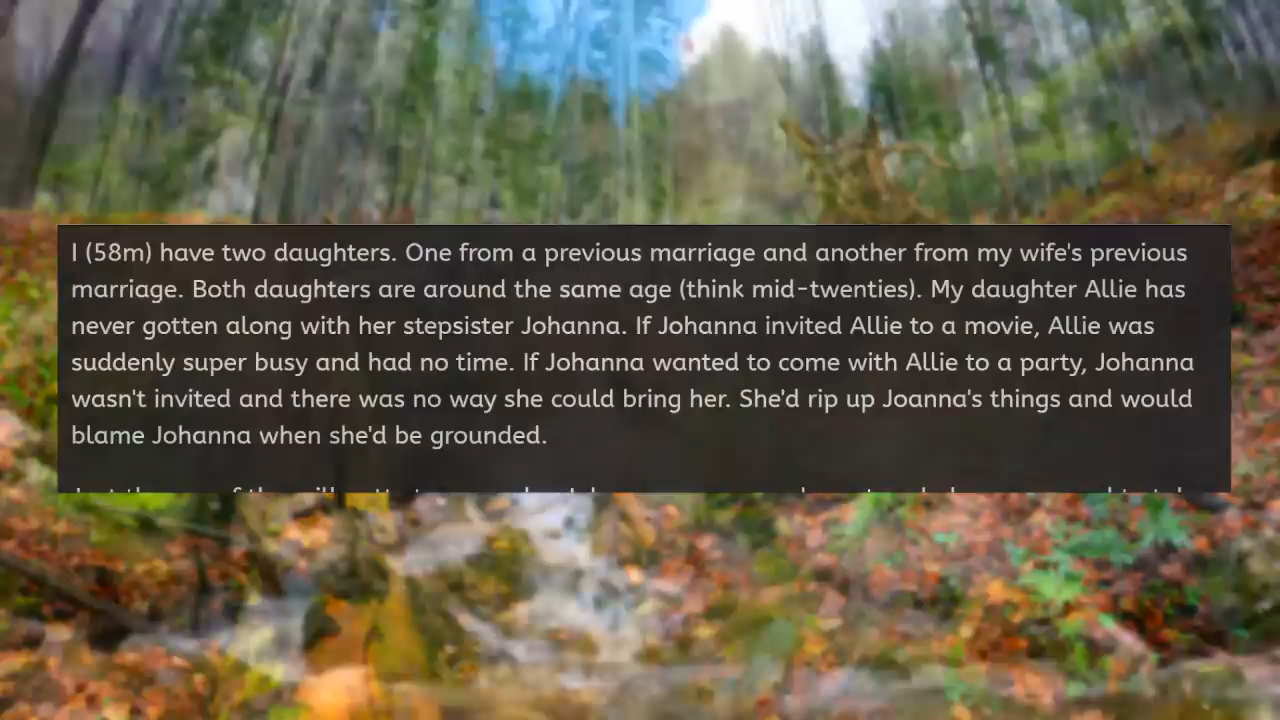 I (58m) have two daughters. One from a previous marriage and another from my wife's previous
marriage. Both daughters are around the same age (think mid-twenties). My daughter Allie has
never gotten along with her stepsister Johanna. If Johanna invited Allie to a movie, Allie was
suddenly super busy and had no time. If Johanna wanted to come with Allie to a party, Johanna
wasn't invited and there was no way she could bring her. She'd rip up Joanna's things and would
blame Johanna when she'd be grounded.